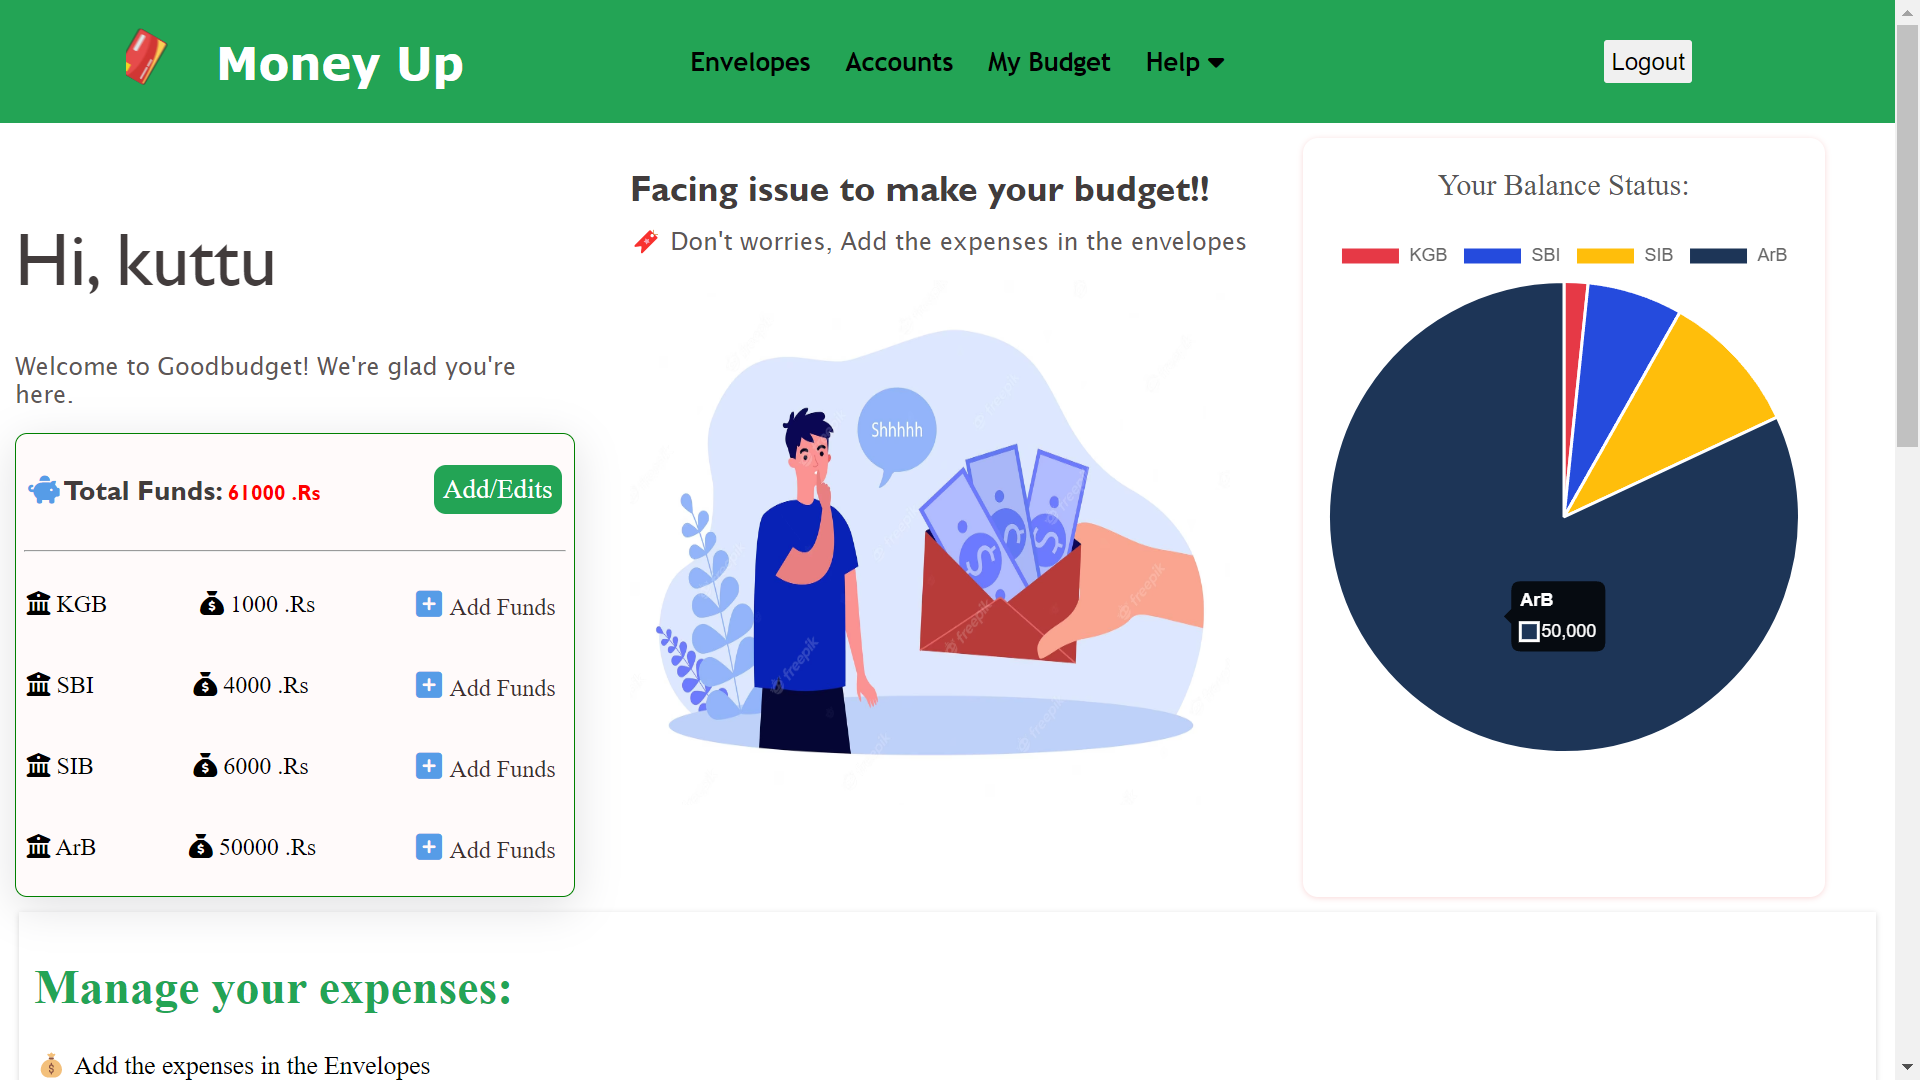 Money Up
Envelopes
Accounts
My Budget
Help
Logout
Hi, kuttu
Welcome to Goodbudget! We're glad you're
here.
Total Funds: 61000 .Rs
Add/Edits
KGB 1000 .Rs Add Funds
SBI 4000 .Rs Add Funds
SIB 6000 .Rs Add Funds
ArB 50000 .Rs Add Funds
Facing issue to make your budget!!
Don't worries, Add the expenses in the envelopes
Shhhhh
freepik
freepik
freepik
freepik
Your Balance Status:
KGB SBI SIB ArB
ArB
50,000
Manage your expenses:
Add the expenses in the Envelopes